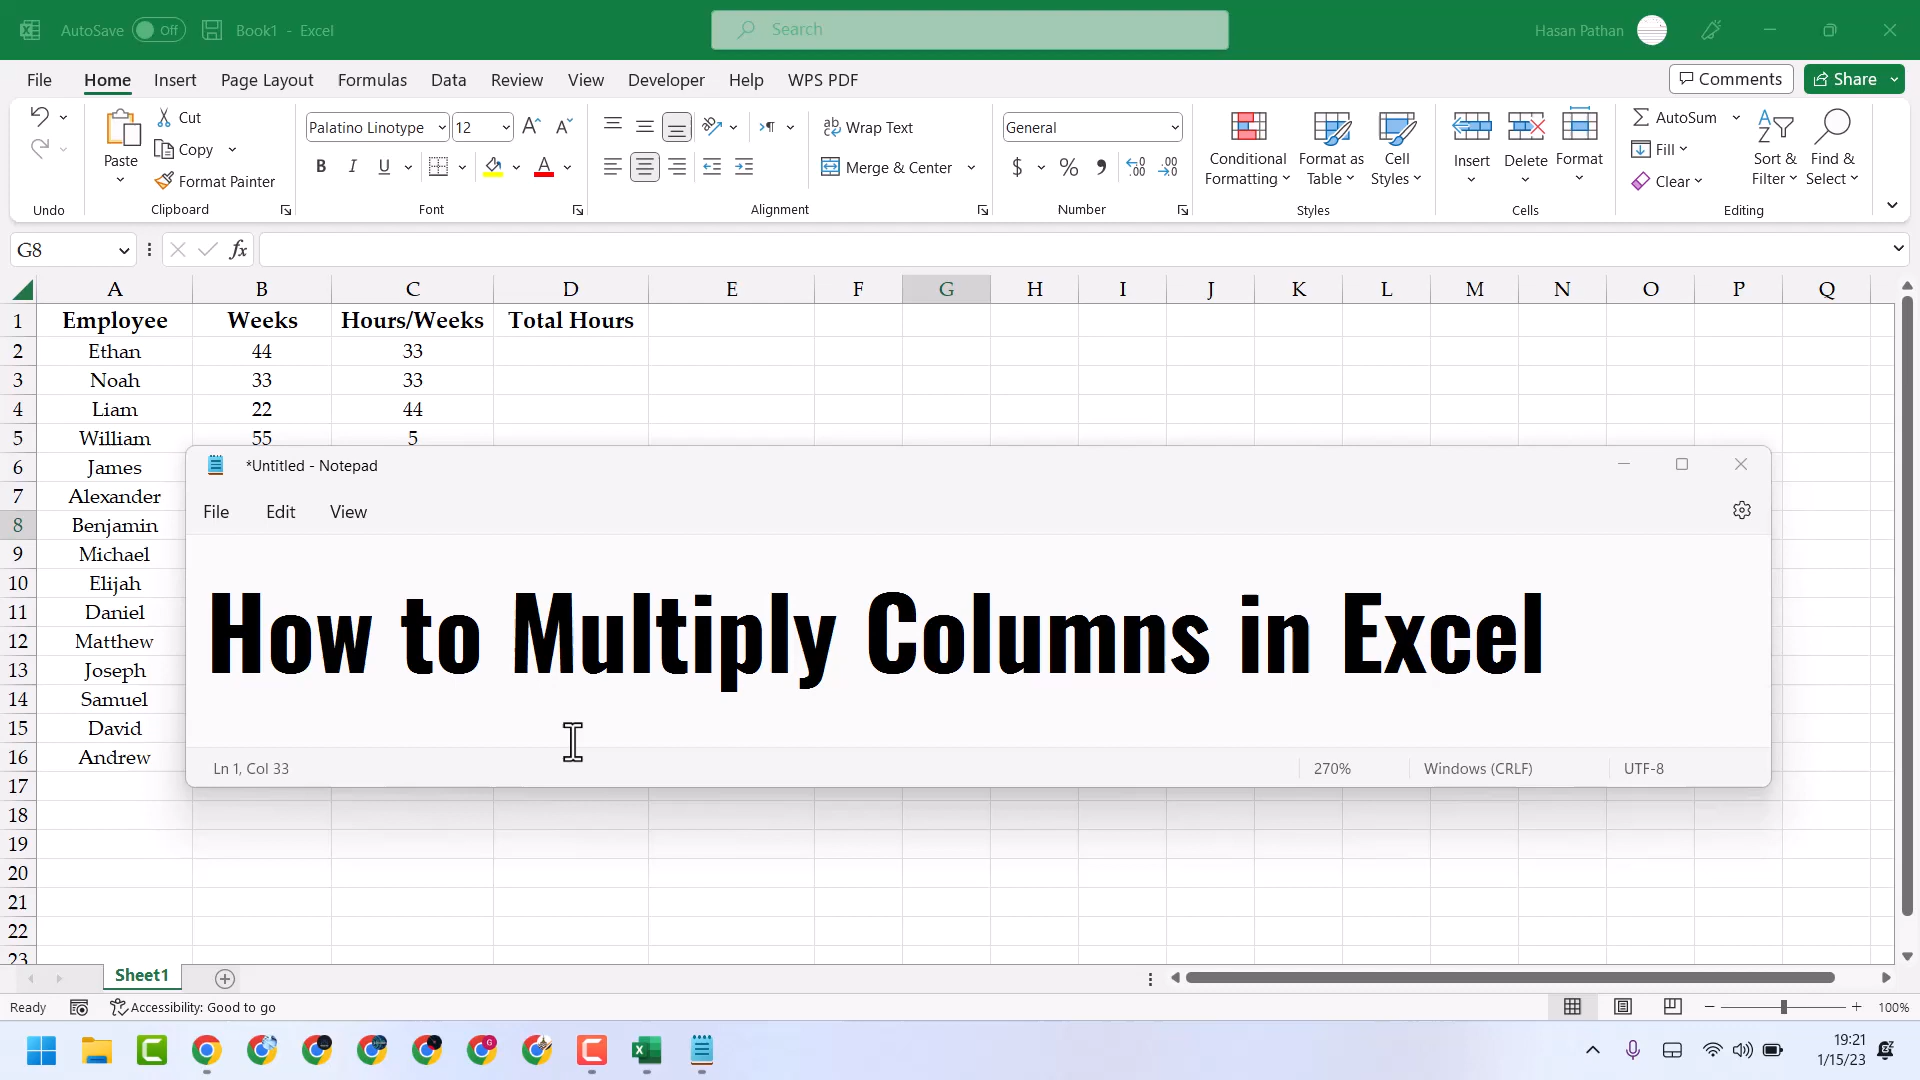 AutoSave Off Book1 - Excel Search Hasan Pathan
File Home Insert Page Layout Formulas Data Review View Developer Help WPS PDF Comments Share
Cut Palatino Linotype 12 Wrap Text General AutoSum
Paste Copy Conditional Formatting Format as Table Cell Styles Insert Delete Format Fill Sort & Filter Find & Select
Format Painter B I U A Merge & Center $ % Clear
Undo Clipboard Font Alignment Number Styles Cells Editing
G8 fx
A B C D E F G H I J K L M N O P Q
1 Employee Weeks Hours/Weeks Total Hours
2 Ethan 44 33
3 Noah 33 33
4 Liam 22 44
5 William 55 5
6 James
7 Alexander
8 Benjamin
9 Michael
10 Elijah
11 Daniel
12 Matthew
13 Joseph
14 Samuel
15 David
16 Andrew
17
18
19
20
21
22
23
*Untitled - Notepad
File Edit View
How to Multiply Columns in Excel
Ln 1, Col 33 270% Windows (CRLF) UTF-8
Sheet1
Ready Accessibility: Good to go 100%
19:21
1/15/23